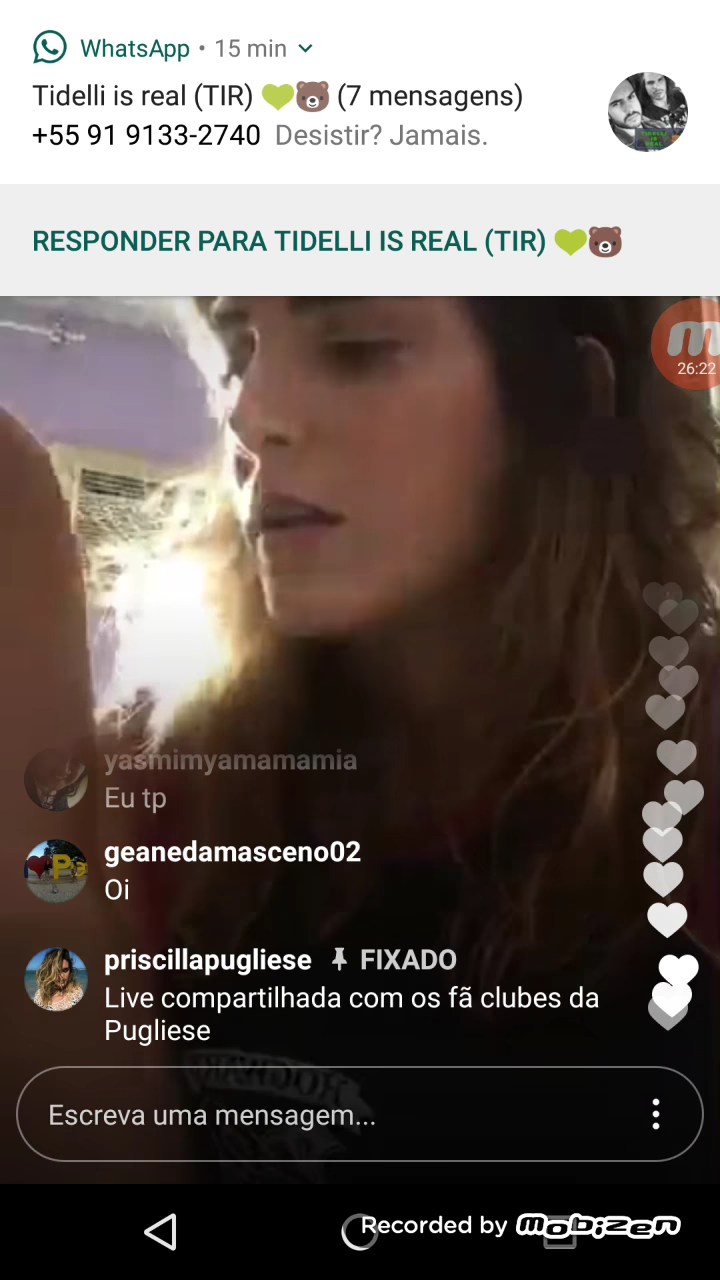 WhatsApp • 15 min
Tidelli is real (TIR) 💚🐻 (7 mensagens)
+55 91 9133-2740 Desistir? Jamais.
RESPONDER PARA TIDELLI IS REAL (TIR) 💚🐻
26:22
yasmimyamamamia
Eu tp
geanedamasceno02
Oi
priscillapugliese FIXADO
Live compartilhada com os fã clubes da
Pugliese
Escreva uma mensagem...
Recorded by mobizen